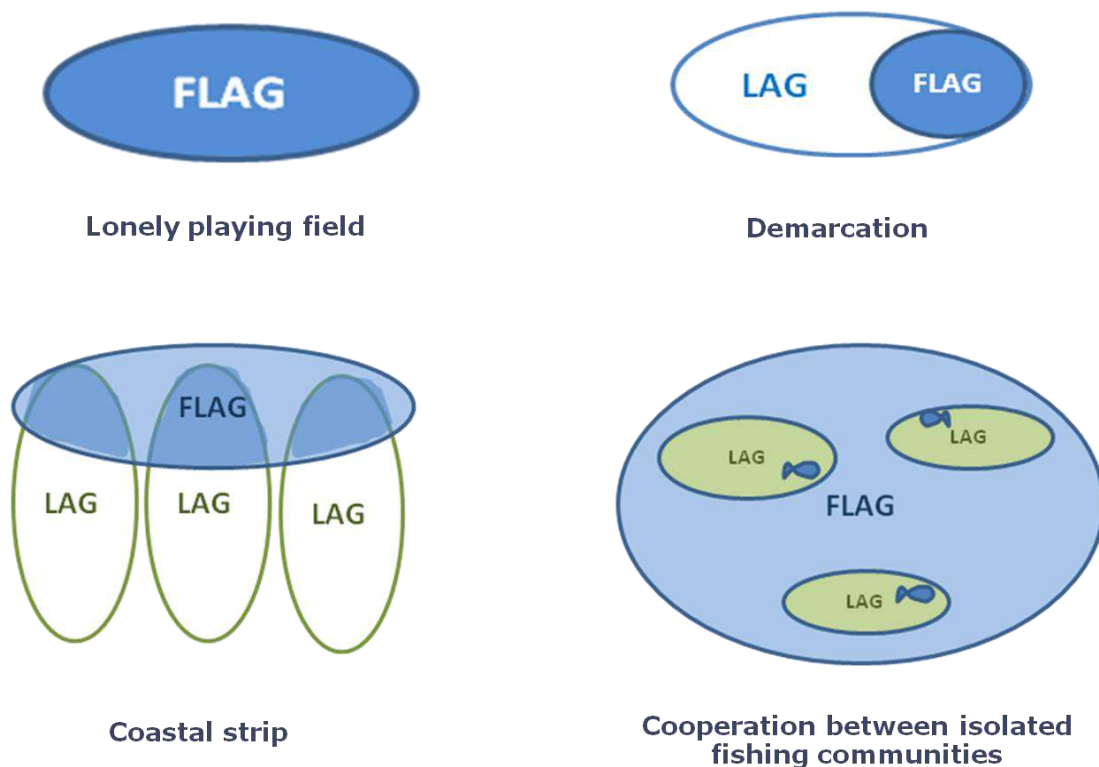 FLAG
LAG
FLAG
Lonely playing field
Demarcation
FLAG
LAG
LAG
LAG
LAG
LAG
FLAG
LAG
Coastal strip
Cooperation between isolated
fishing communities